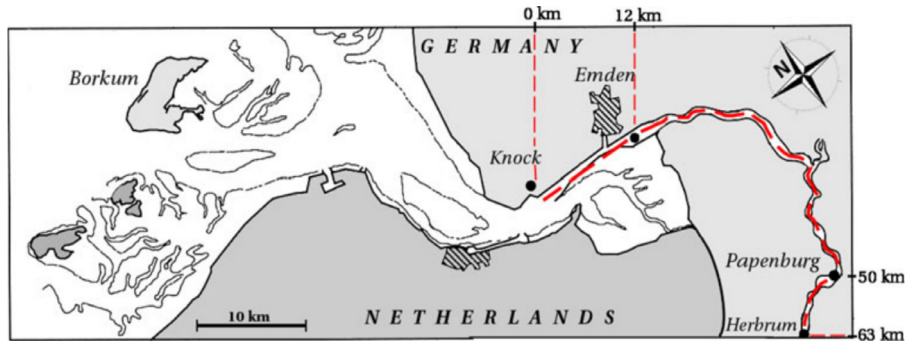 0 km
12 km
GERMANY
Borkum
Emden
N
Knock
Papenburg
50 km
10 km
NETHERLANDS
Herbrum
63 km